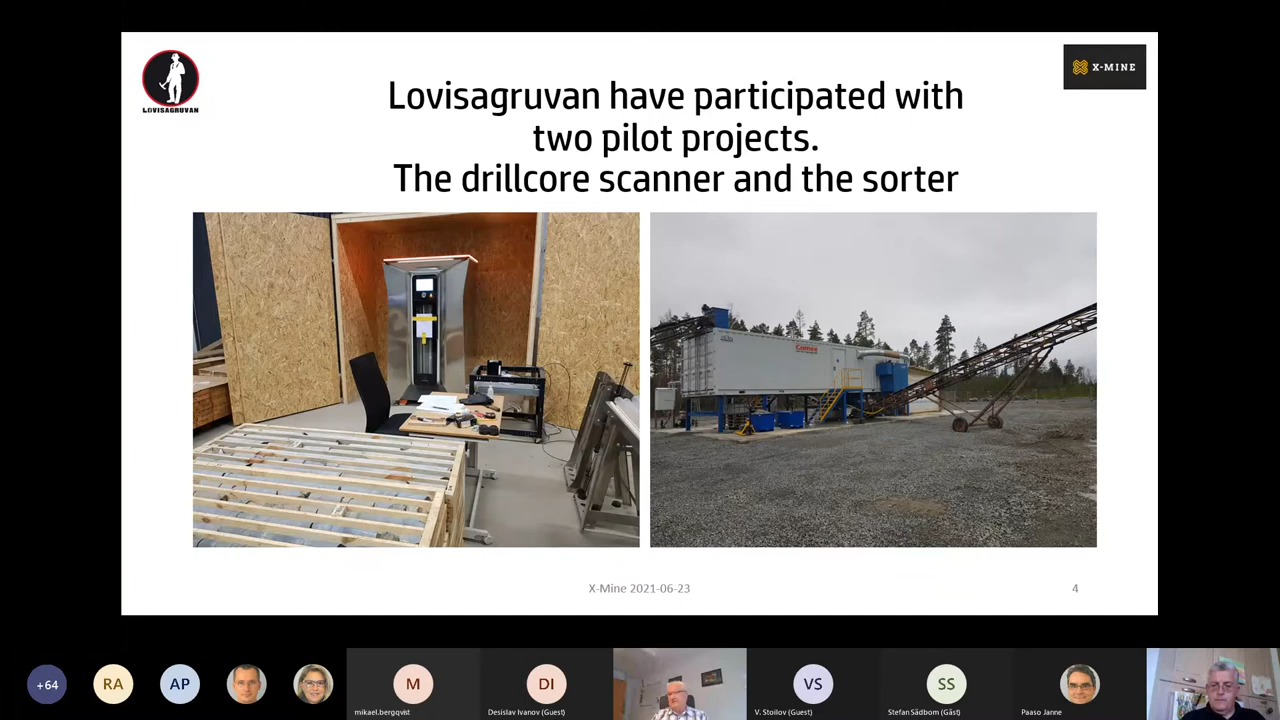 LOVISAGRUVAN
X-MINE
Lovisagruvan have participated with
two pilot projects.
The drillcore scanner and the sorter
Comex
X-Mine 2021-06-23
4
+64
RA
AP
M
mikael.bergqvist
DI
Desislav Ivanov (Guest)
VS
V. Stoilov (Guest)
SS
Stefan Sädbom (Gäst)
Paaso Janne